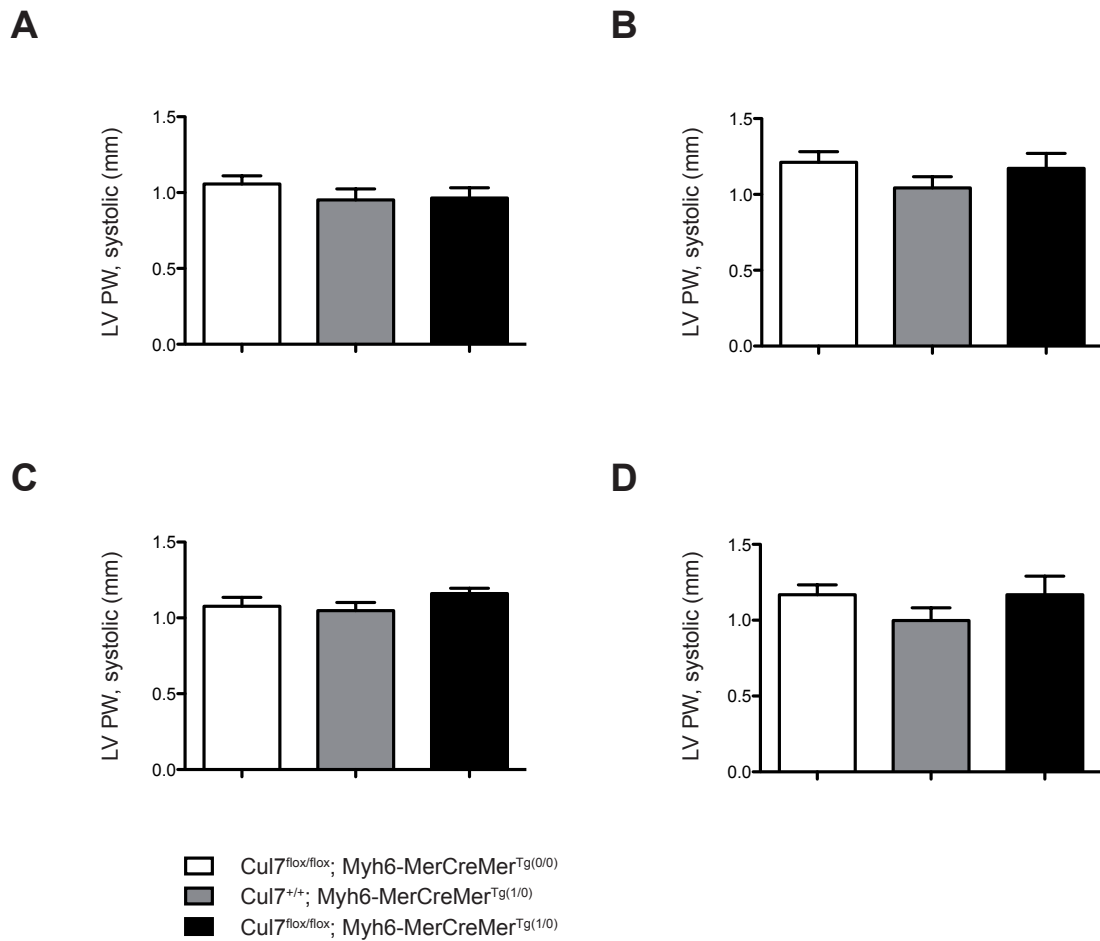 A
B
LV PW, systolic (mm)
1.5
1.0
0.5
0.0
LV PW, systolic (mm)
1.5
1.0
0.5
0.0
C
D
LV PW, systolic (mm)
1.5
1.0
0.5
0.0
LV PW, systolic (mm)
1.5
1.0
0.5
0.0
Cul7flox/flox; Myh6-MerCreMerTg(0/0)
Cul7+/+; Myh6-MerCreMerTg(1/0)
Cul7flox/flox; Myh6-MerCreMerTg(1/0)